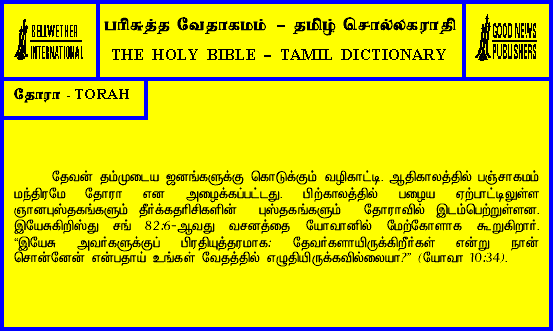 BELLWETHER
INTERNATIONAL
பரிசுத்த வேதாகமம் – தமிழ் சொல்லகராதி
THE HOLY BIBLE – TAMIL DICTIONARY
GOOD NEWS
PUBLISHERS
தோரா - TORAH
தேவன் தம்முடைய ஜனங்களுக்கு கொடுக்கும் வழிகாட்டி. ஆதிகாலத்தில் பஞ்சாகமம்
மந்திரமே தோரா என அழைக்கப்பட்டது. பிற்காலத்தில் பழைய ஏற்பாட்டிலுள்ள
ஞானபுஸ்தகங்களும் தீர்க்கதரிசிகளின் புஸ்தகங்களும் தோராவில் இடம்பெற்றுள்ளன.
இயேசுகிறிஸ்து சங் 82:6-ஆவது வசனத்தை யோவானில் மேற்கோளாக கூறுகிறார்.
"இயேசு அவர்களுக்குப் பிரதியுத்தரமாக: தேவர்களாயிருக்கிறீர்கள் என்று நான்
சொன்னேன் என்பதாய் உங்கள் வேதத்தில் எழுதியிருக்கவில்லையா?" (யோவா 10:34).